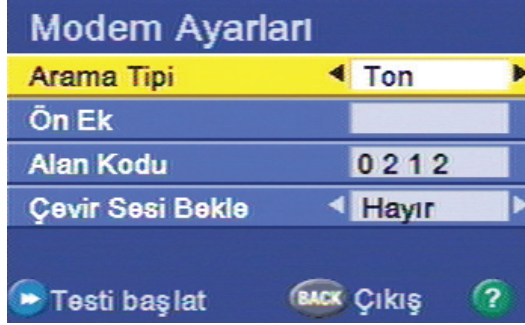 Modem Ayarları
Arama Tipi Ton
Ön Ek
Alan Kodu 0212
Çevir Sesi Bekle Hayır
Testi başlat BACK Çıkış ?